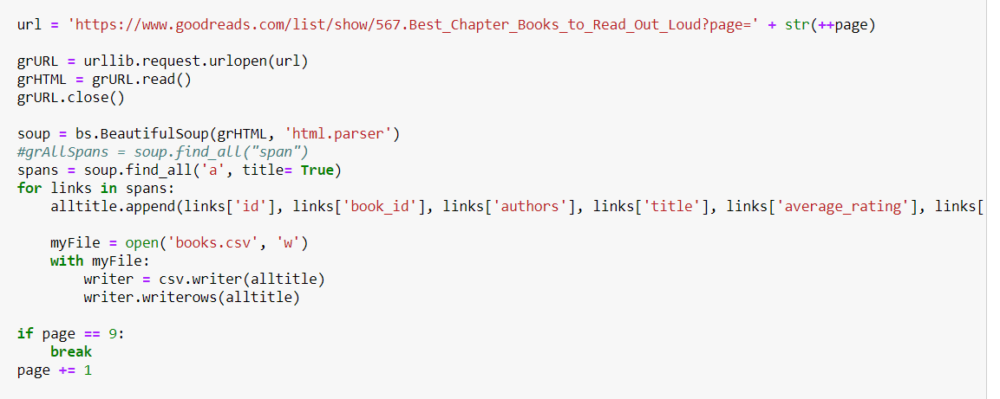 url = 'https://www.goodreads.com/list/show/567.Best_Chapter_Books_to_Read_Out_Loud?page=' + str(++page)
grURL = urllib.request.urlopen(url)
grHTML = grURL.read()
grURL.close()
soup = bs.BeautifulSoup(grHTML, 'html.parser')
#grAllSpans = soup.find_all("span")
spans = soup.find_all('a', title= True)
for links in spans:
    alltitle.append(links['id'], links['book_id'], links['authors'], links['title'], links['average_rating'], links[
    myFile = open('books.csv', 'w')
    with myFile:
        writer = csv.writer(alltitle)
        writer.writerows(alltitle)
if page == 9:
    break
page += 1